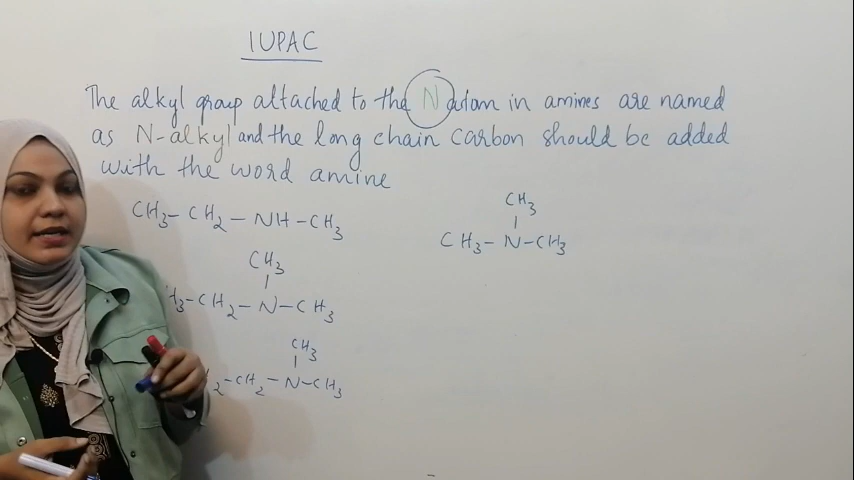 IUPAC
The alkyl group attached to the N atom in amines are named
as N-alkyl and the long chain carbon should be added
with the word amine
CH3- CH2 - NH - CH3
CH3
CH3- N - CH3
CH3
H3-CH2 - N - CH3
CH3
2-CH2 - N-CH3